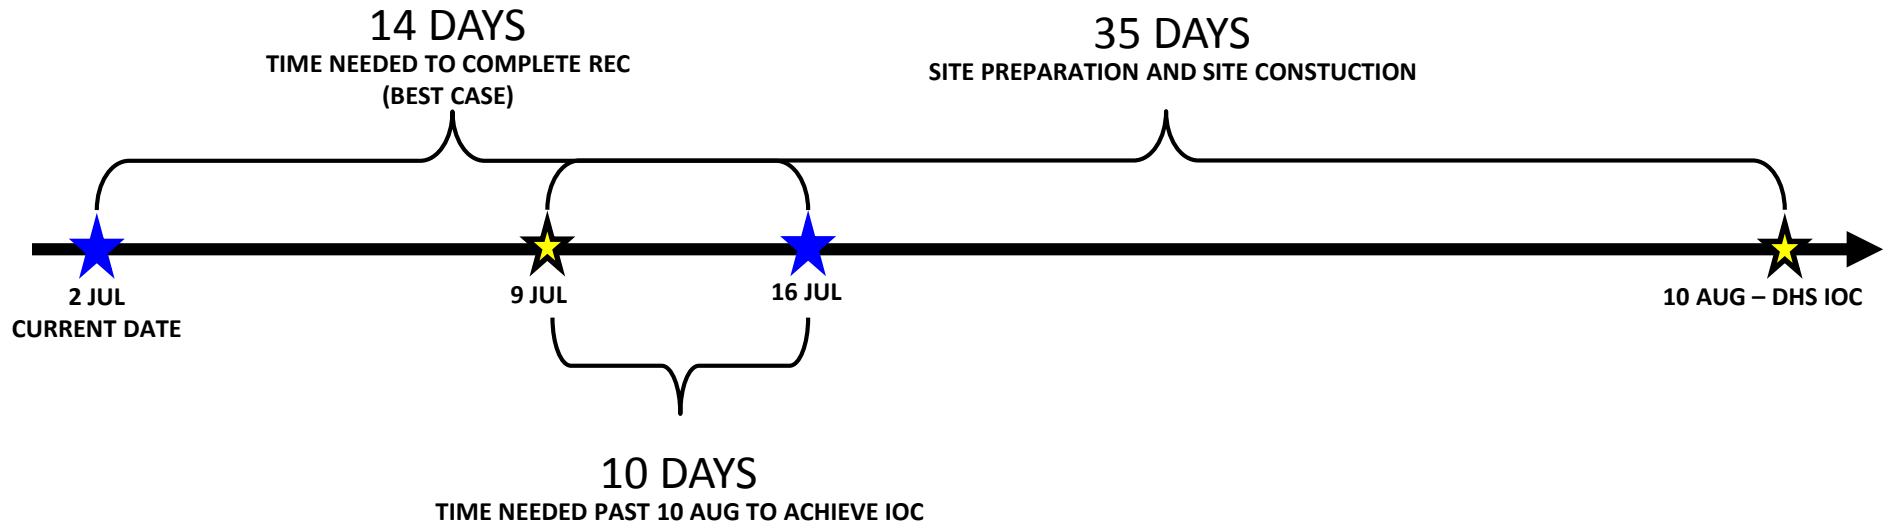 14 DAYS
TIME NEEDED TO COMPLETE REC
(BEST CASE)
35 DAYS
SITE PREPARATION AND SITE CONSTUCTION
2 JUL
CURRENT DATE
9 JUL
16 JUL
10 AUG – DHS IOC
10 DAYS
TIME NEEDED PAST 10 AUG TO ACHIEVE IOC